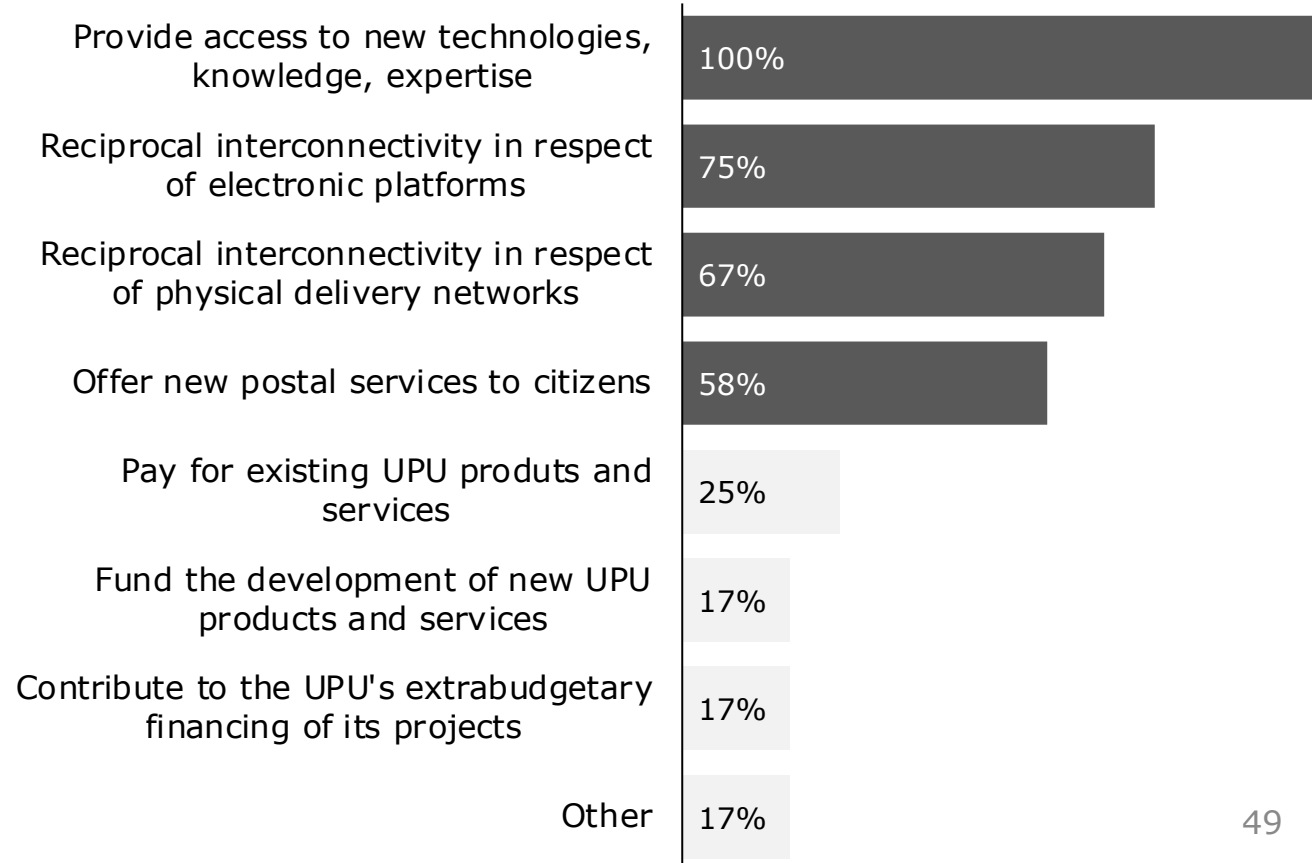 Provide access to new technologies,
knowledge, expertise
100%
Reciprocal interconnectivity in respect
of electronic platforms
75%
Reciprocal interconnectivity in respect
of physical delivery networks
67%
Offer new postal services to citizens
58%
Pay for existing UPU produts and
services
25%
Fund the development of new UPU
products and services
17%
Contribute to the UPU's extrabudgetary
financing of its projects
17%
Other
17%
49